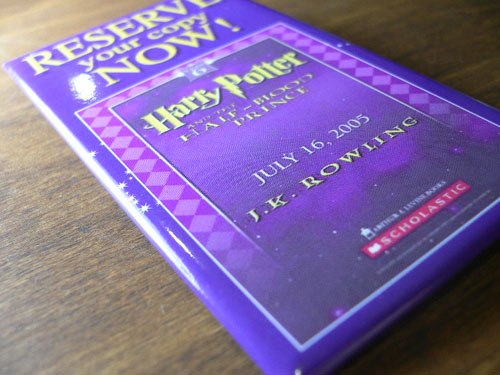 RESERVE
your copy
NOW!
6
Harry Potter
AND THE
HALF-BLOOD
PRINCE
JULY 16, 2005
J.K. ROWLING
ARTHUR A. LEVINE BOOKS
SCHOLASTIC